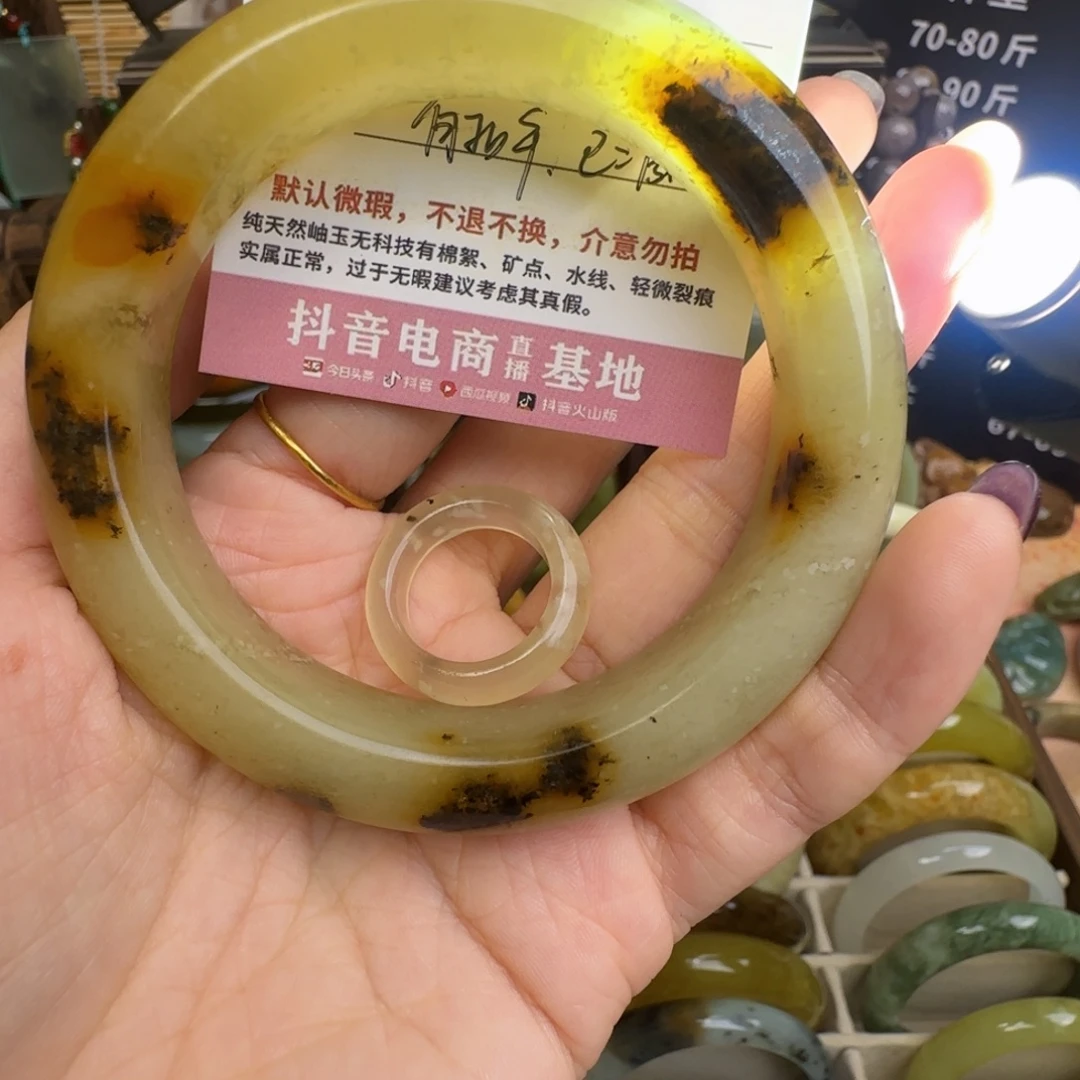 70-80斤
90斤
默认微瑕，不退不换，介意勿拍
纯天然岫玉无科技有棉絮、矿点、水线、轻微裂痕
实属正常，过于无暇建议考虑其真假。
抖音电商直播基地
今日头条 抖音 西瓜视频 抖音火山版